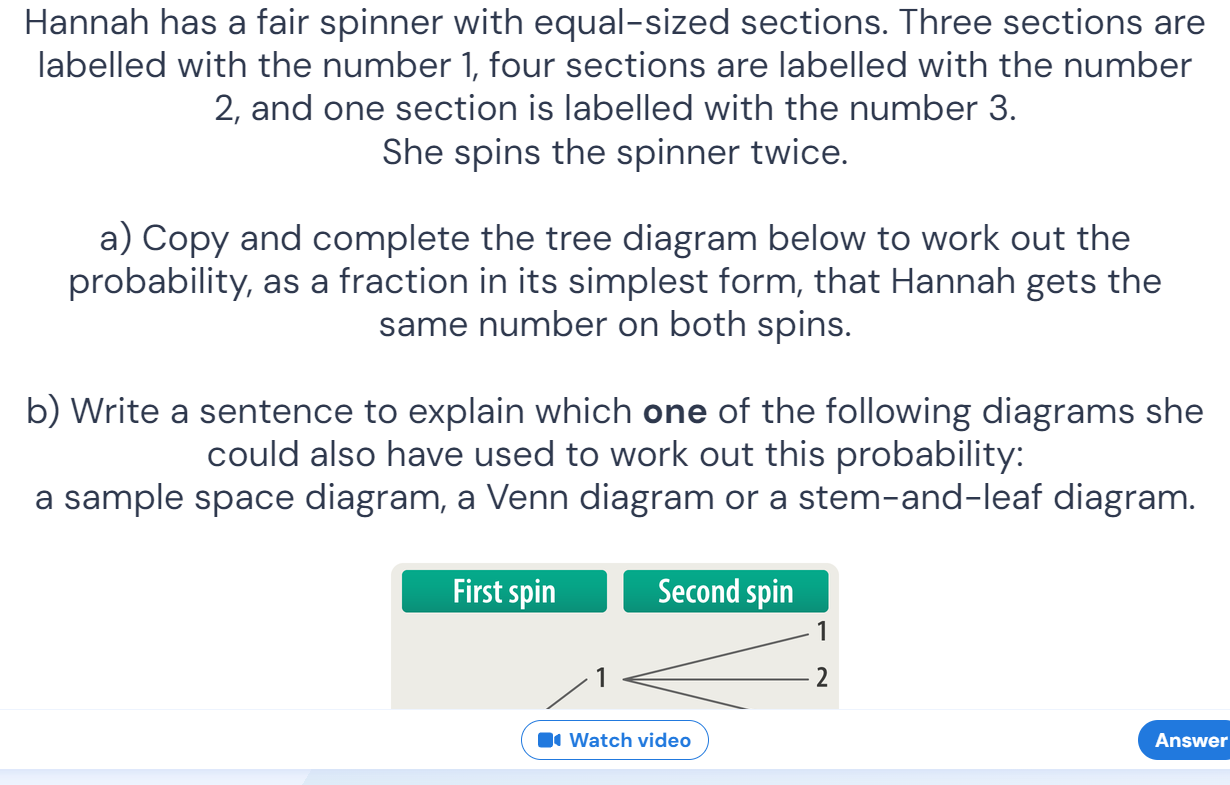 Hannah has a fair spinner with equal-sized sections. Three sections are
labelled with the number 1, four sections are labelled with the number
2, and one section is labelled with the number 3.
She spins the spinner twice.
a) Copy and complete the tree diagram below to work out the
probability, as a fraction in its simplest form, that Hannah gets the
same number on both spins.
b) Write a sentence to explain which one of the following diagrams she
could also have used to work out this probability:
a sample space diagram, a Venn diagram or a stem-and-leaf diagram.
First spin Second spin
1
1 2
Watch video Answer